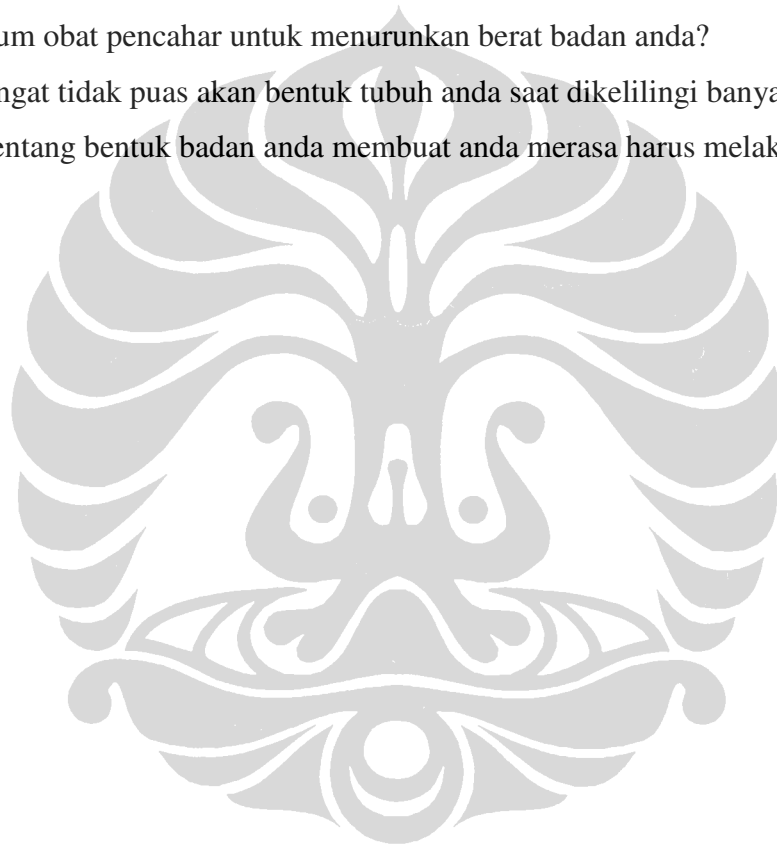 um obat pencahar untuk menurunkan berat badan anda?
ngat tidak puas akan bentuk tubuh anda saat dikelilingi banya
entang bentuk badan anda membuat anda merasa harus melak